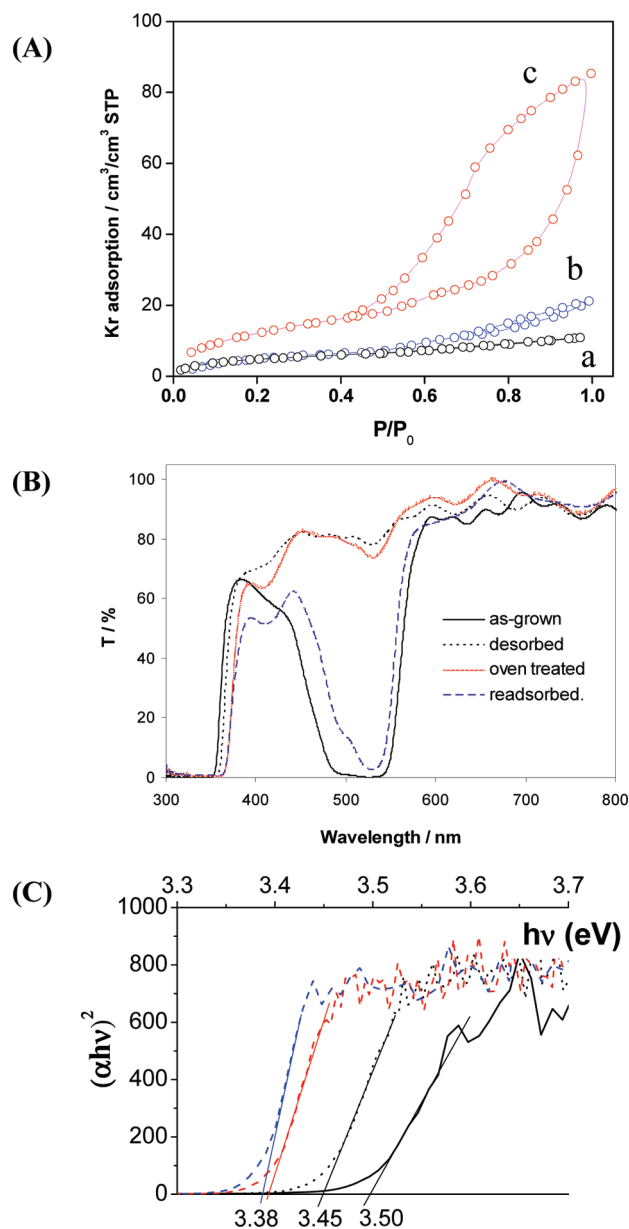 (A)
Kr adsorption / cm³/cm³ STP
100
80
60
40
20
0
c
b
a
0.0 0.2 0.4 0.6 0.8 1.0
P/P₀
(B)
T / %
100
80
60
40
20
0
as-grown
desorbed
oven treated
readsorbed.
300 400 500 600 700 800
Wavelength / nm
(C)
3.3 3.4 3.5 3.6 3.7
hν (eV)
(αhν)²
1000
800
600
400
200
0
3.38 3.45 3.50